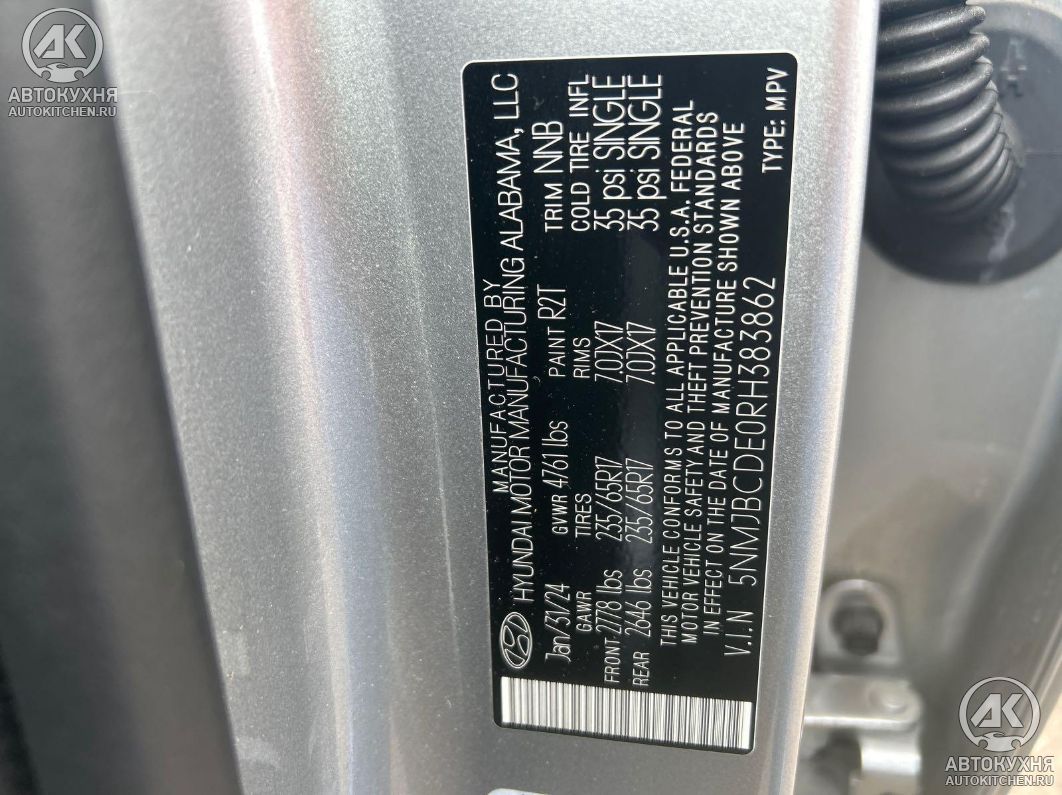 АВТОКУХНЯ
AUTOKITCHEN.RU
MANUFACTURED BY
HYUNDAI MOTOR MANUFACTURING ALABAMA, LLC
Jan/31/24 GVWR 4761 lbs PAINT R2T TRIM NNB
GAWR TIRES RIMS COLD TIRE INFL
FRONT-2778 lbs 235/65R17 7.0JX17 35 psi SINGLE
REAR 2646 lbs 235/65R17 7.0JX17 35 psi SINGLE
THIS VEHICLE CONFORMS TO ALL APPLICABLE U.S.A. FEDERAL
MOTOR VEHICLE SAFETY AND THEFT PREVENTION STANDARDS
IN EFFECT ON THE DATE OF MANUFACTURE SHOWN ABOVE
V.I.N 5NMJBCDE0RH383862 TYPE: MPV
АВТОКУХНЯ
AUTOKITCHEN.RU